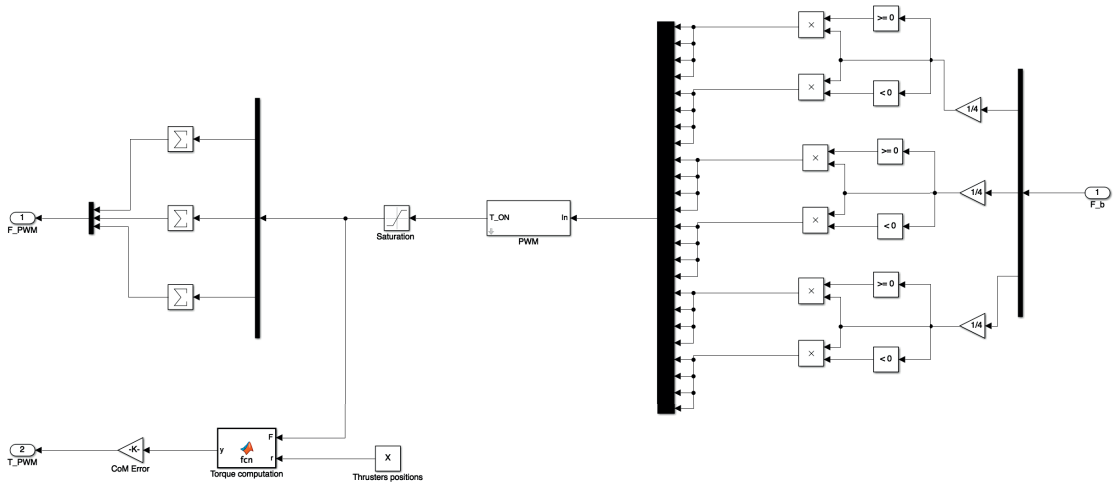 × >= 0
× < 0
1/4
× >= 0
1/4
× < 0
1
F_b
× >= 0
1/4
× < 0
Σ
1
F_PWM
Σ
Saturation
T_ON In
PWM
Σ
2
T_PWM
-K-
CoM Error
y F
fcn r
Torque computation
X
Thrusters positions